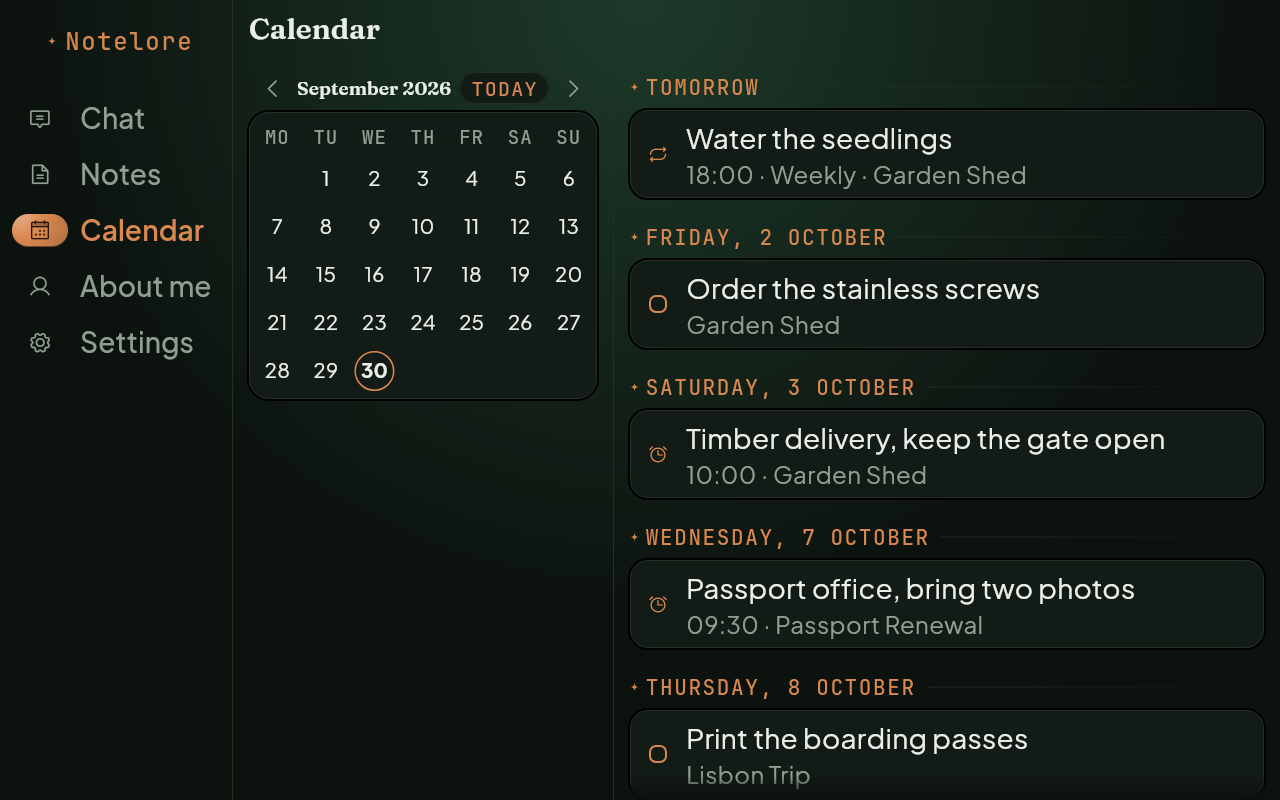 Notelore
Chat
Notes
Calendar
About me
Settings
Calendar
September 2026 TODAY
MO TU WE TH FR SA SU
1 2 3 4 5 6
7 8 9 10 11 12 13
14 15 16 17 18 19 20
21 22 23 24 25 26 27
28 29 30
TOMORROW
Water the seedlings
18:00 · Weekly · Garden Shed
FRIDAY, 2 OCTOBER
Order the stainless screws
Garden Shed
SATURDAY, 3 OCTOBER
Timber delivery, keep the gate open
10:00 · Garden Shed
WEDNESDAY, 7 OCTOBER
Passport office, bring two photos
09:30 · Passport Renewal
THURSDAY, 8 OCTOBER
Print the boarding passes
Lisbon Trip